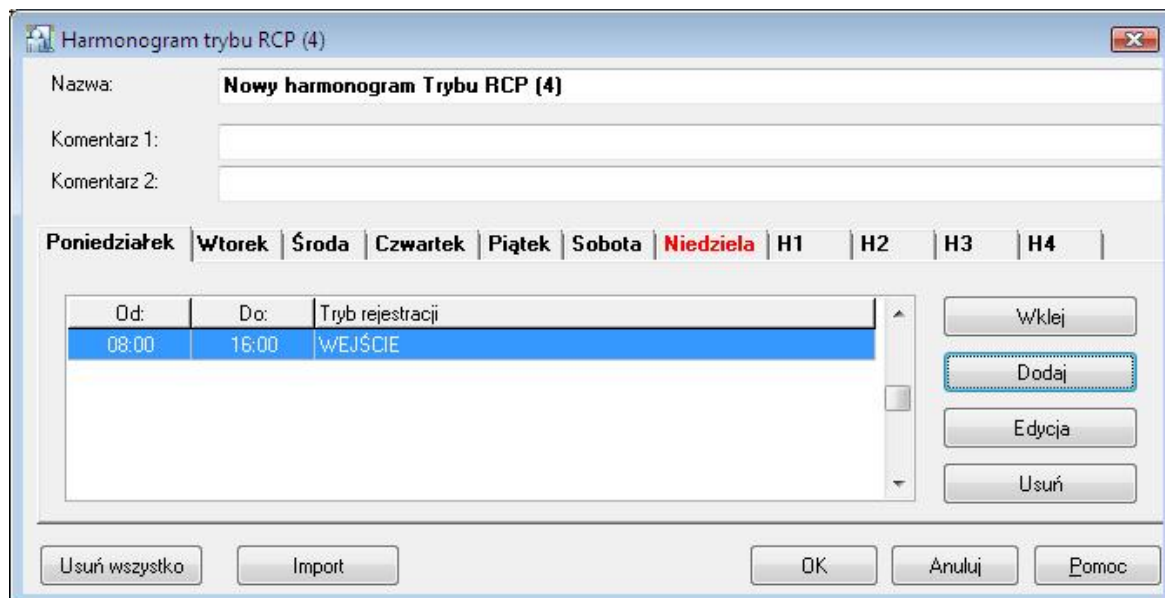 Harmonogram trybu RCP (4)
Nazwa: Nowy harmonogram Trybu RCP (4)
Komentarz 1:
Komentarz 2:
Poniedziałek Wtorek Środa Czwartek Piątek Sobota Niedziela H1 H2 H3 H4
Od: Do: Tryb rejestracji
08:00 16:00 WEJŚCIE
Wklej
Dodaj
Edycja
Usuń
Usuń wszystko Import OK Anuluj Pomoc